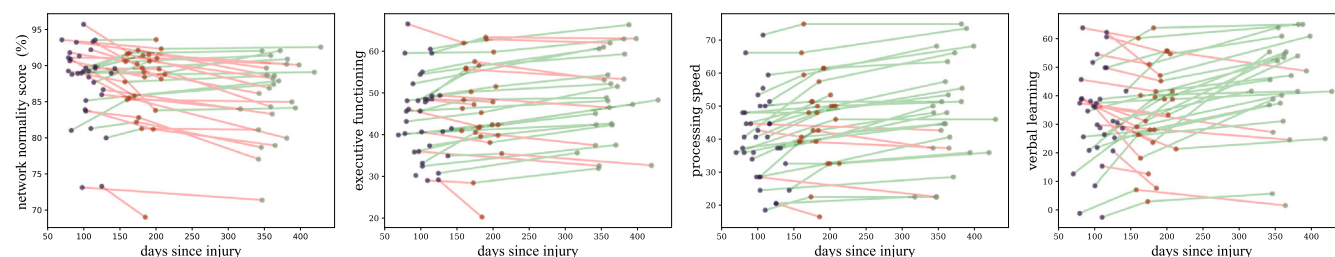 network normality score (%)
95
90
85
80
75
70
50 100 150 200 250 300 350 400
days since injury
executive functioning
60
50
40
30
20
50 100 150 200 250 300 350 400
days since injury
processing speed
70
60
50
40
30
20
50 100 150 200 250 300 350 400
days since injury
verbal learning
60
50
40
30
20
10
0
50 100 150 200 250 300 350 400
days since injury